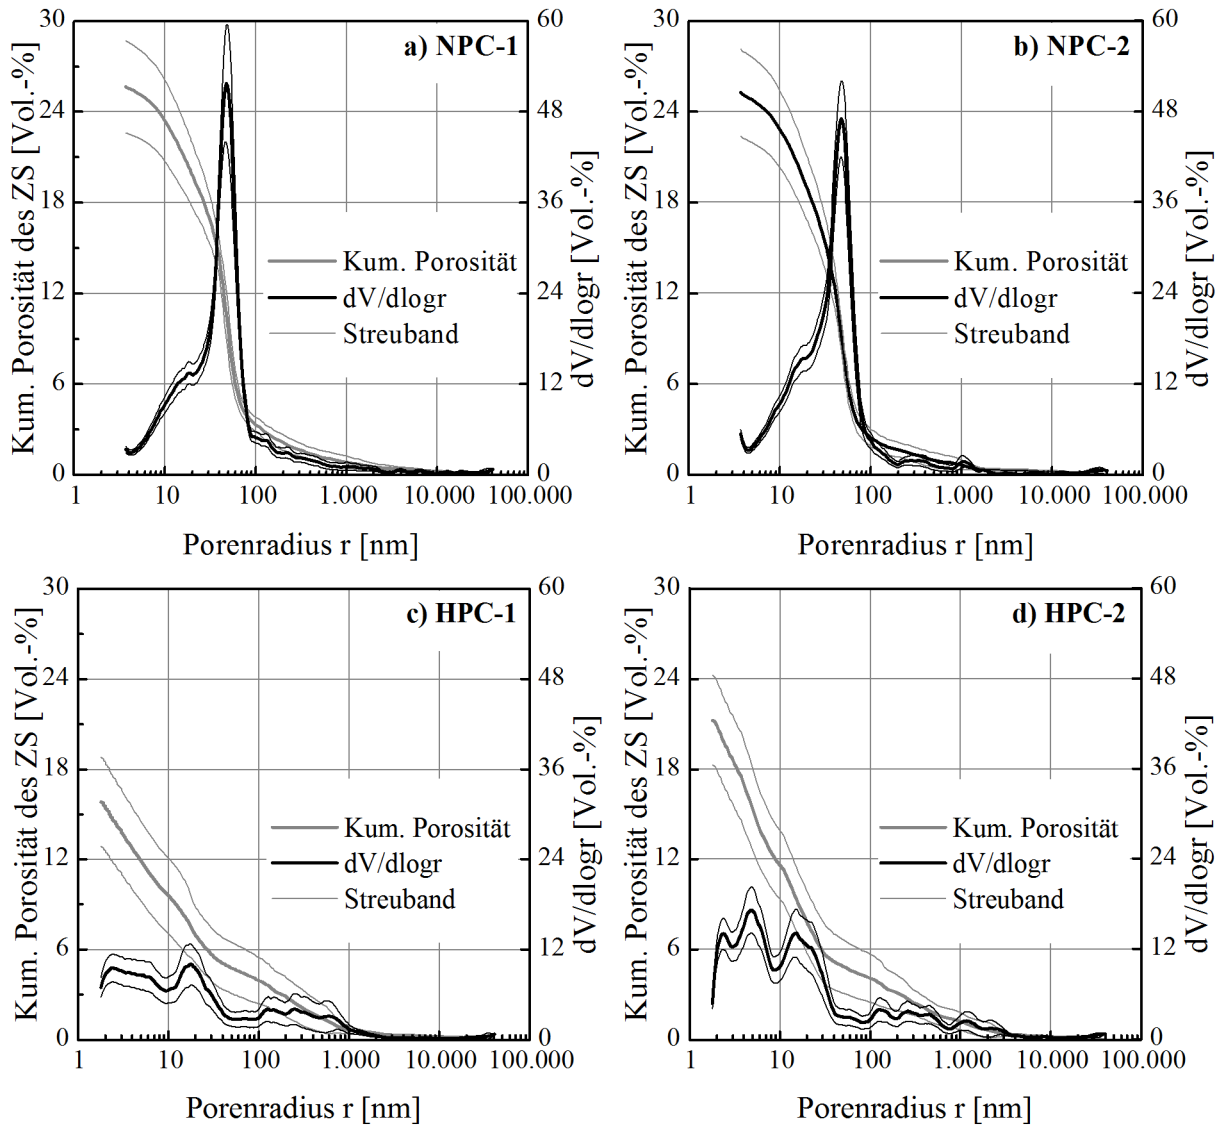 a) NPC-1
Kum. Porosität des ZS [Vol.-%]
30
24
18
12
6
0
60
48
36
24
12
0
dV/dlogr [Vol.-%]
Kum. Porosität
dV/dlogr
Streuband
1 10 100 1.000 10.000 100.000
Porenradius r [nm]
b) NPC-2
Kum. Porosität des ZS [Vol.-%]
30
24
18
12
6
0
60
48
36
24
12
0
dV/dlogr [Vol.-%]
Kum. Porosität
dV/dlogr
Streuband
1 10 100 1.000 10.000 100.000
Porenradius r [nm]
c) HPC-1
Kum. Porosität des ZS [Vol.-%]
30
24
18
12
6
0
60
48
36
24
12
0
dV/dlogr [Vol.-%]
Kum. Porosität
dV/dlogr
Streuband
1 10 100 1.000 10.000 100.000
Porenradius r [nm]
d) HPC-2
Kum. Porosität des ZS [Vol.-%]
30
24
18
12
6
0
60
48
36
24
12
0
dV/dlogr [Vol.-%]
Kum. Porosität
dV/dlogr
Streuband
1 10 100 1.000 10.000 100.000
Porenradius r [nm]